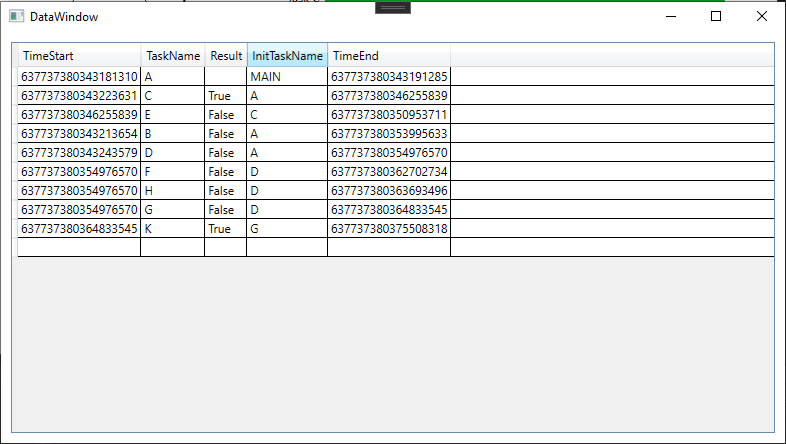 DataWindow
TimeStart TaskName Result InitTaskName TimeEnd
637737380343181310 A MAIN 637737380343191285
637737380343223631 C True A 637737380346255839
637737380346255839 E False C 637737380350953711
637737380343213654 B False A 637737380353995633
637737380343243579 D False A 637737380354976570
637737380354976570 F False D 637737380362702734
637737380354976570 H False D 637737380363693496
637737380354976570 G False D 637737380364833545
637737380364833545 K True G 637737380375508318